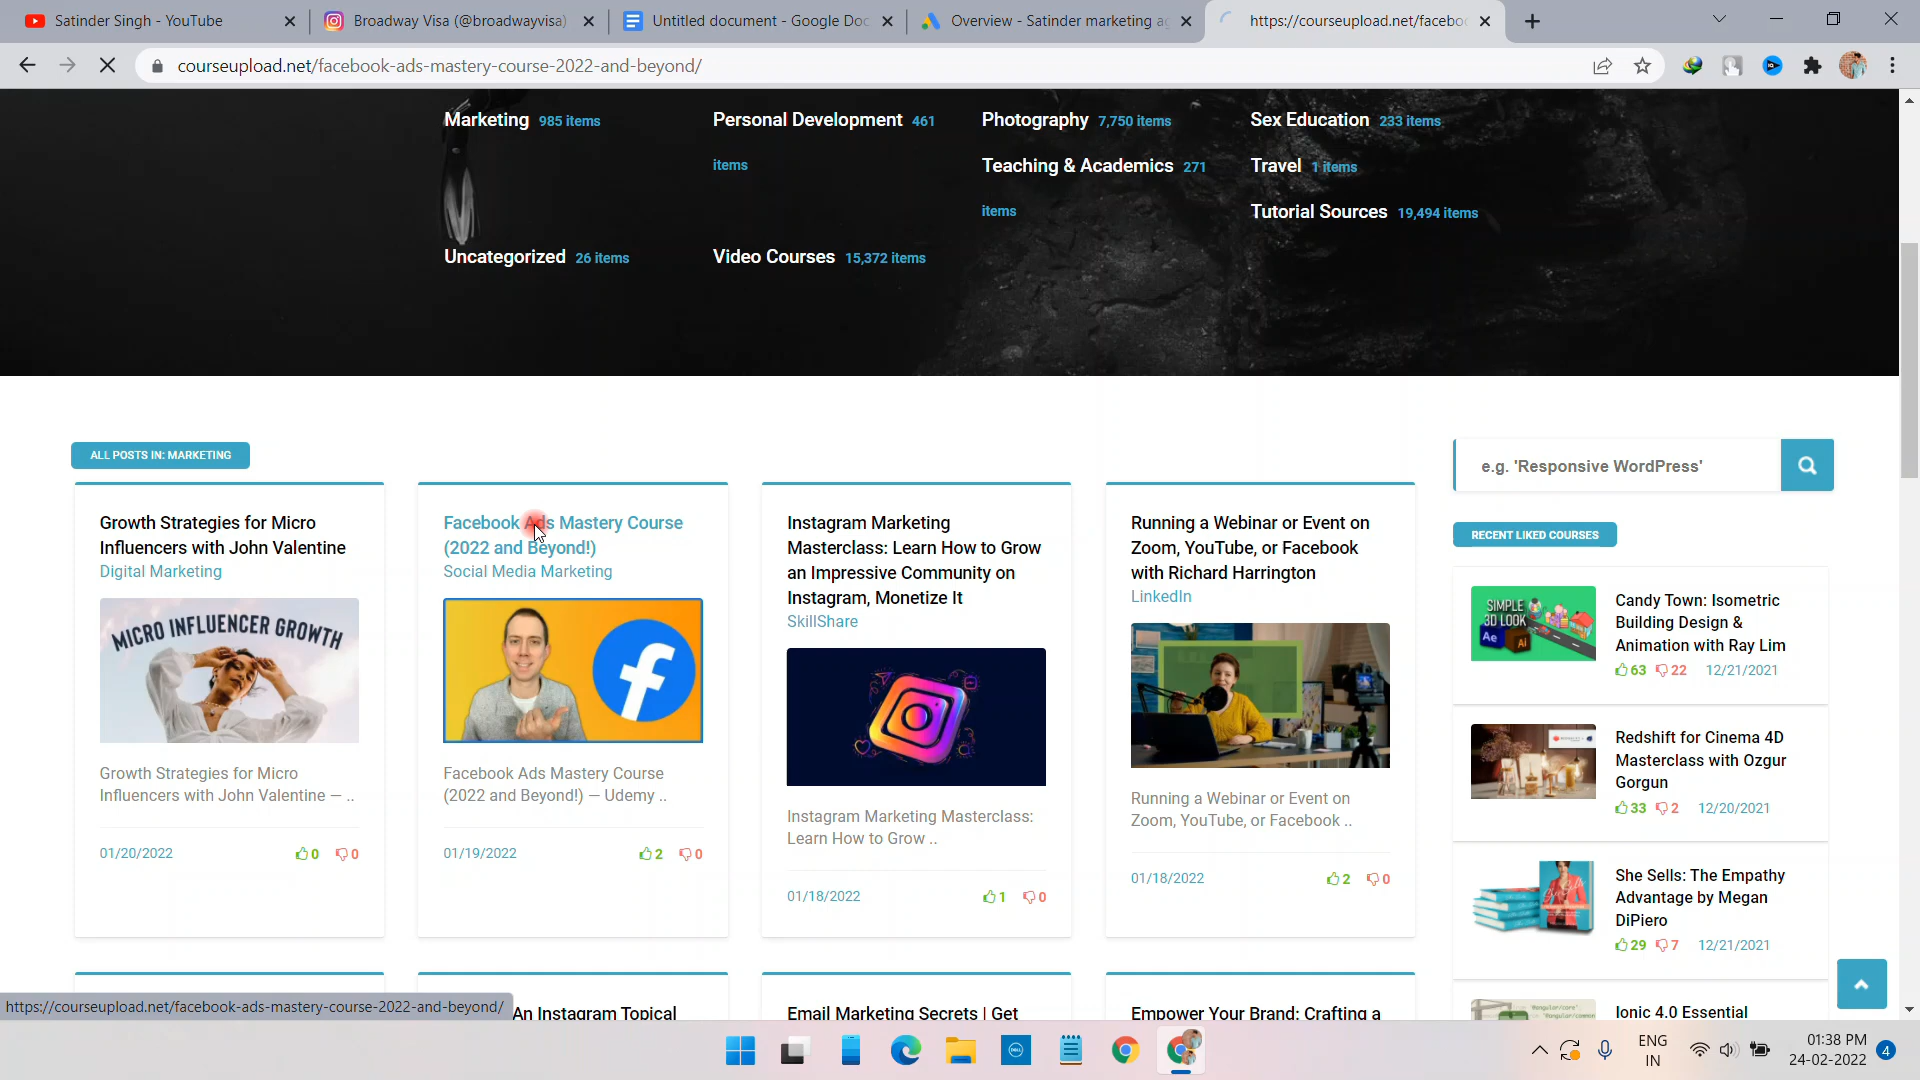 Satinder Singh - YouTube
Broadway Visa (@broadwayvisa)
Untitled document - Google Doc
Overview - Satinder marketing ag
https://courseupload.net/facebo
courseupload.net/facebook-ads-mastery-course-2022-and-beyond/
Marketing 985 items
Personal Development 461
items
Photography 7,750 items
Sex Education 233 items
Teaching & Academics 271
items
Travel 1 items
Tutorial Sources 19,494 items
Uncategorized 26 items
Video Courses 15,372 items
ALL POSTS IN: MARKETING
Growth Strategies for Micro
Influencers with John Valentine
Digital Marketing
MICRO INFLUENCER GROWTH
Growth Strategies for Micro
Influencers with John Valentine — ..
01/20/2022 0 0
Facebook Ads Mastery Course
(2022 and Beyond!)
Social Media Marketing
Facebook Ads Mastery Course
(2022 and Beyond!) — Udemy ..
01/19/2022 2 0
Instagram Marketing
Masterclass: Learn How to Grow
an Impressive Community on
Instagram, Monetize It
SkillShare
Instagram Marketing Masterclass:
Learn How to Grow ..
01/18/2022 1 0
Running a Webinar or Event on
Zoom, YouTube, or Facebook
with Richard Harrington
LinkedIn
Running a Webinar or Event on
Zoom, YouTube, or Facebook ..
01/18/2022 2 0
e.g. 'Responsive WordPress'
RECENT LIKED COURSES
SIMPLE
3D LOOK
Ae
Ai
Candy Town: Isometric
Building Design &
Animation with Ray Lim
63 22 12/21/2021
Redshift for Cinema 4D
Masterclass with Ozgur
Gorgun
33 2 12/20/2021
She Sells: The Empathy
Advantage by Megan
DiPiero
29 7 12/21/2021
Ionic 4.0 Essential
An Instagram Topical
Email Marketing Secrets | Get
Empower Your Brand: Crafting a
https://courseupload.net/facebook-ads-mastery-course-2022-and-beyond/
DELL
ENG
IN
01:38 PM
24-02-2022
4